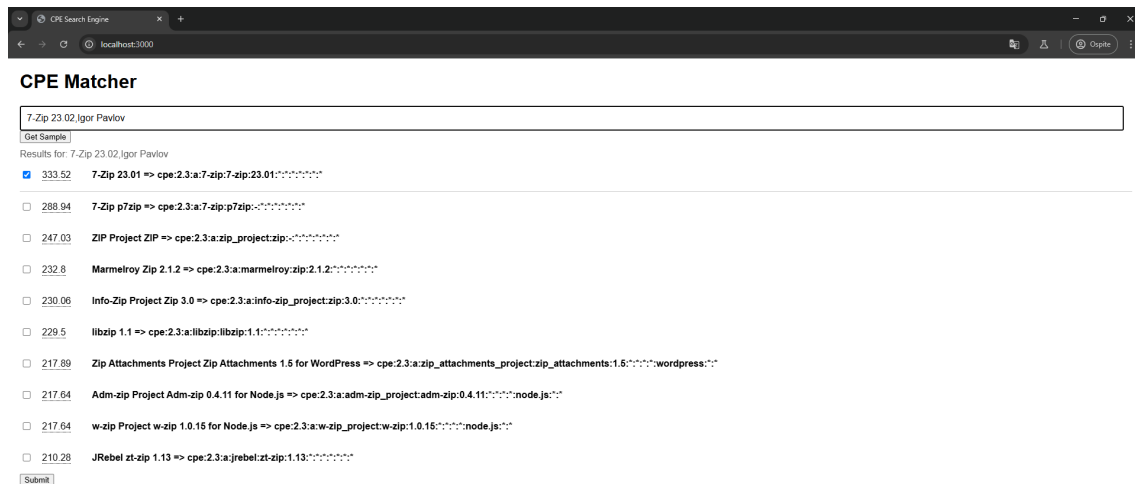 CPE Search Engine
localhost:3000
Ospite
CPE Matcher
7-Zip 23.02,Igor Pavlov
Get Sample
Results for: 7-Zip 23.02,Igor Pavlov
333.52 7-Zip 23.01 => cpe:2.3:a:7-zip:7-zip:23.01:*:*:*:*:*:*:*
288.94 7-Zip p7zip => cpe:2.3:a:7-zip:p7zip:-:*:*:*:*:*:*:*
247.03 ZIP Project ZIP => cpe:2.3:a:zip_project:zip:-:*:*:*:*:*:*:*
232.8 Marmelroy Zip 2.1.2 => cpe:2.3:a:marmelroy:zip:2.1.2:*:*:*:*:*:*:*
230.06 Info-Zip Project Zip 3.0 => cpe:2.3:a:info-zip_project:zip:3.0:*:*:*:*:*:*:*
229.5 libzip 1.1 => cpe:2.3:a:libzip:libzip:1.1:*:*:*:*:*:*:*
217.89 Zip Attachments Project Zip Attachments 1.5 for WordPress => cpe:2.3:a:zip_attachments_project:zip_attachments:1.5:*:*:*:*:wordpress:*:*
217.64 Adm-zip Project Adm-zip 0.4.11 for Node.js => cpe:2.3:a:adm-zip_project:adm-zip:0.4.11:*:*:*:*:node.js:*:*
217.64 w-zip Project w-zip 1.0.15 for Node.js => cpe:2.3:a:w-zip_project:w-zip:1.0.15:*:*:*:*:node.js:*:*
210.28 JRebel zt-zip 1.13 => cpe:2.3:a:jrebel:zt-zip:1.13:*:*:*:*:*:*:*
Submit